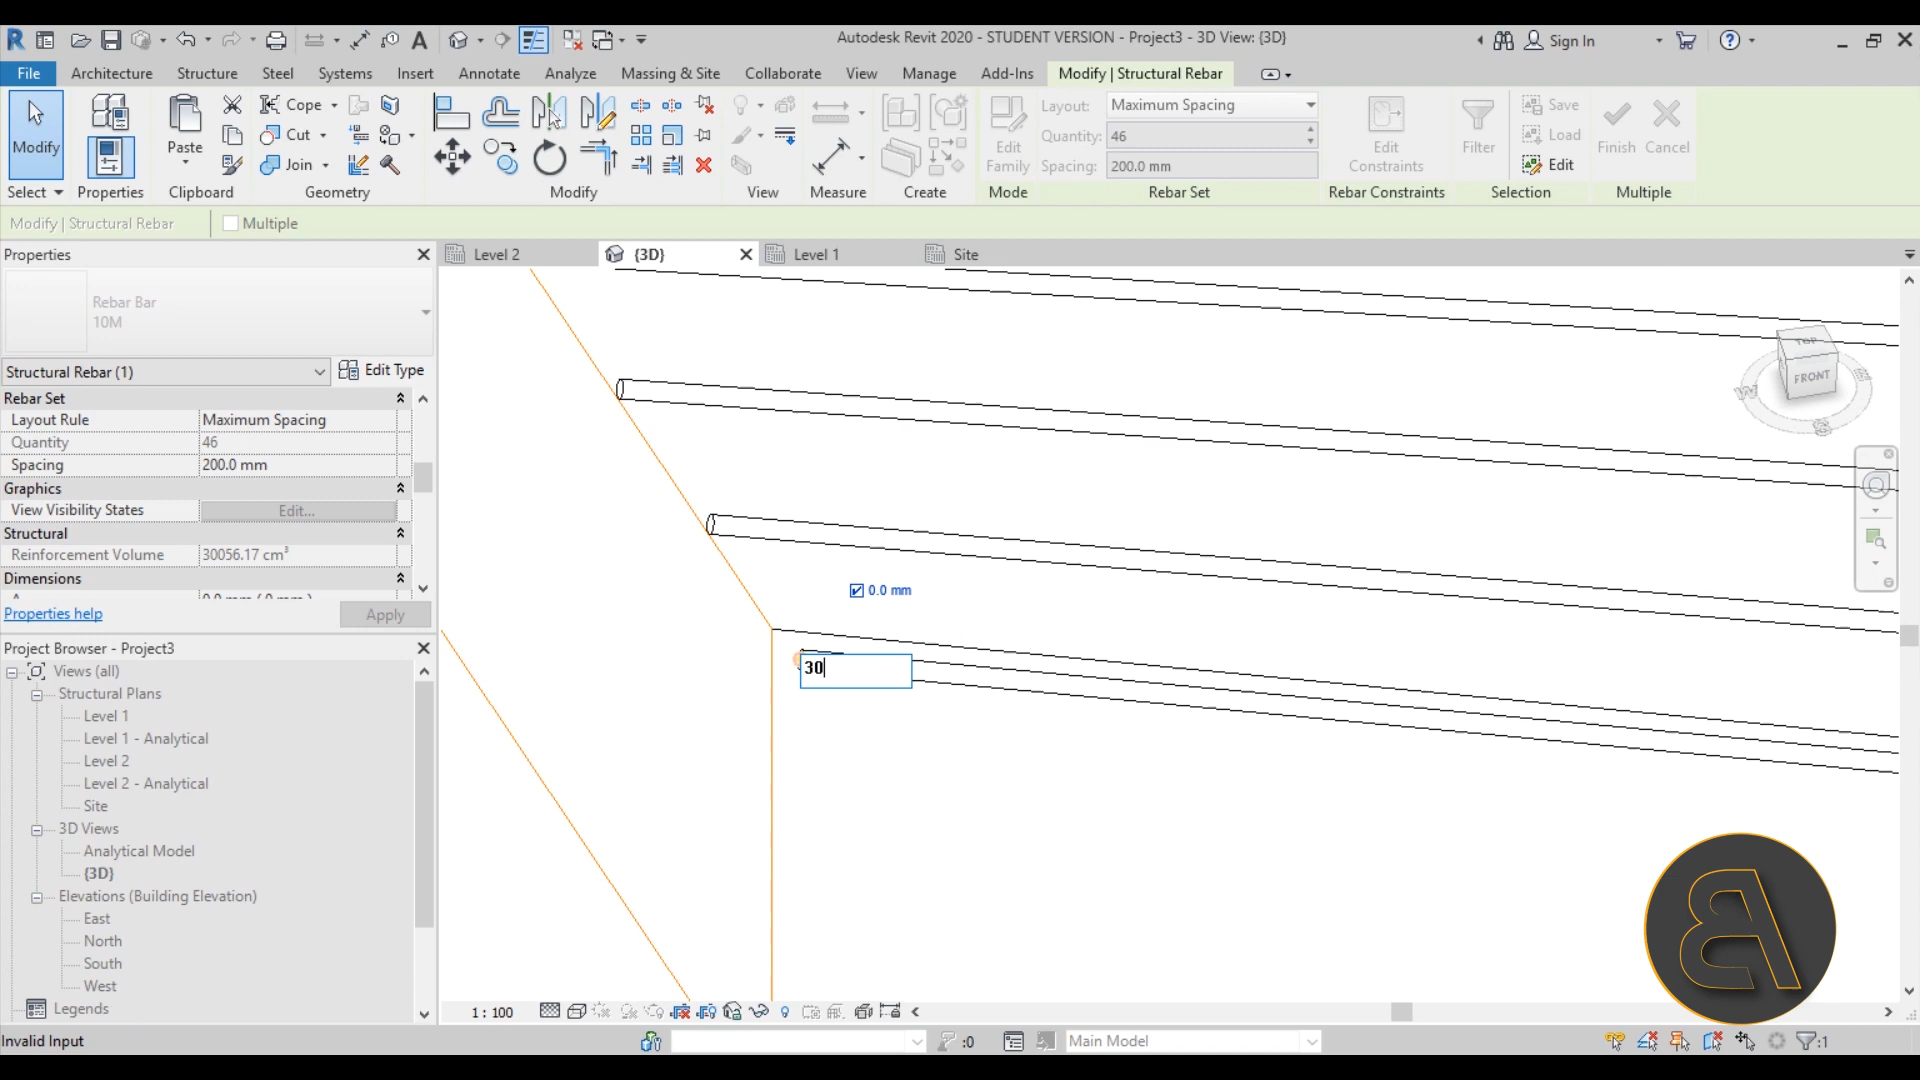 Autodesk Revit 2020 - STUDENT VERSION - Project3 - 3D View: {3D}
Sign In
File
Architecture
Structure
Steel
Systems
Insert
Annotate
Analyze
Massing & Site
Collaborate
View
Manage
Add-Ins
Modify | Structural Rebar
Modify
Paste
Cope
Cut
Join
Edit
Family
Layout:
Maximum Spacing
Quantity:
46
Spacing:
200.0 mm
Edit
Constraints
Filter
Save
Load
Edit
Finish
Cancel
Select
Properties
Clipboard
Geometry
Modify
View
Measure
Create
Mode
Rebar Set
Rebar Constraints
Selection
Multiple
Modify | Structural Rebar
Multiple
Properties
Level 2
{3D}
Level 1
Site
Rebar Bar
10M
Structural Rebar (1)
Edit Type
Rebar Set
Layout Rule
Maximum Spacing
Quantity
46
Spacing
200.0 mm
Graphics
View Visibility States
Edit...
Structural
Reinforcement Volume
30056.17 cm³
Dimensions
Properties help
Apply
0.0 mm
30
TOP
FRONT
W
S
Project Browser - Project3
Views (all)
Structural Plans
Level 1
Level 1 - Analytical
Level 2
Level 2 - Analytical
Site
3D Views
Analytical Model
{3D}
Elevations (Building Elevation)
East
North
South
West
Legends
1 : 100
Invalid Input
:0
Main Model
:1